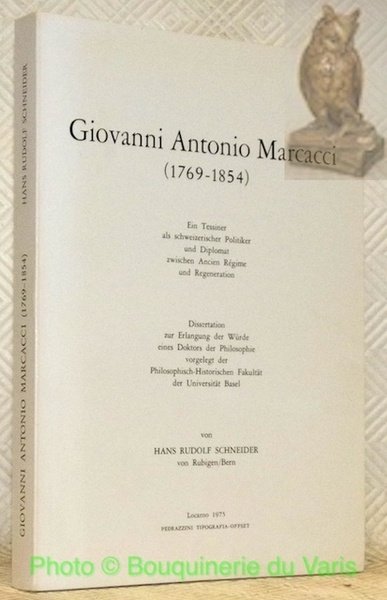 HANS RUDOLF SCHNEIDER
GIOVANNI ANTONIO MARCACCI (1769-1854)
Giovanni Antonio Marcacci
(1769-1854)
Ein Tessiner
als schweizerischer Politiker
und Diplomat
zwischen Ancien Régime
und Regeneration
Dissertation
zur Erlangung der Würde
eines Doktors der Philosophie
vorgelegt der
Philosophisch-Historischen Fakultät
der Universität Basel
von
HANS RUDOLF SCHNEIDER
von Rubigen/Bern
Locarno 1975
PEDRAZZINI TIPOGRAFIA-OFFSET
Photo © Bouquinerie du Varis